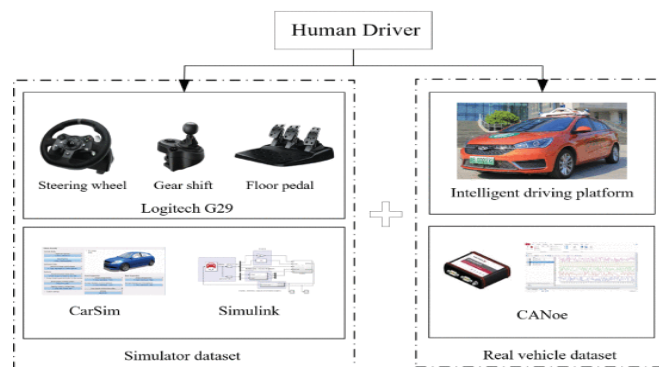 Human Driver
Steering wheel
Gear shift
Floor pedal
Logitech G29
CarSim
Simulink
Simulator dataset
Intelligent driving platform
CANoe
Real vehicle dataset